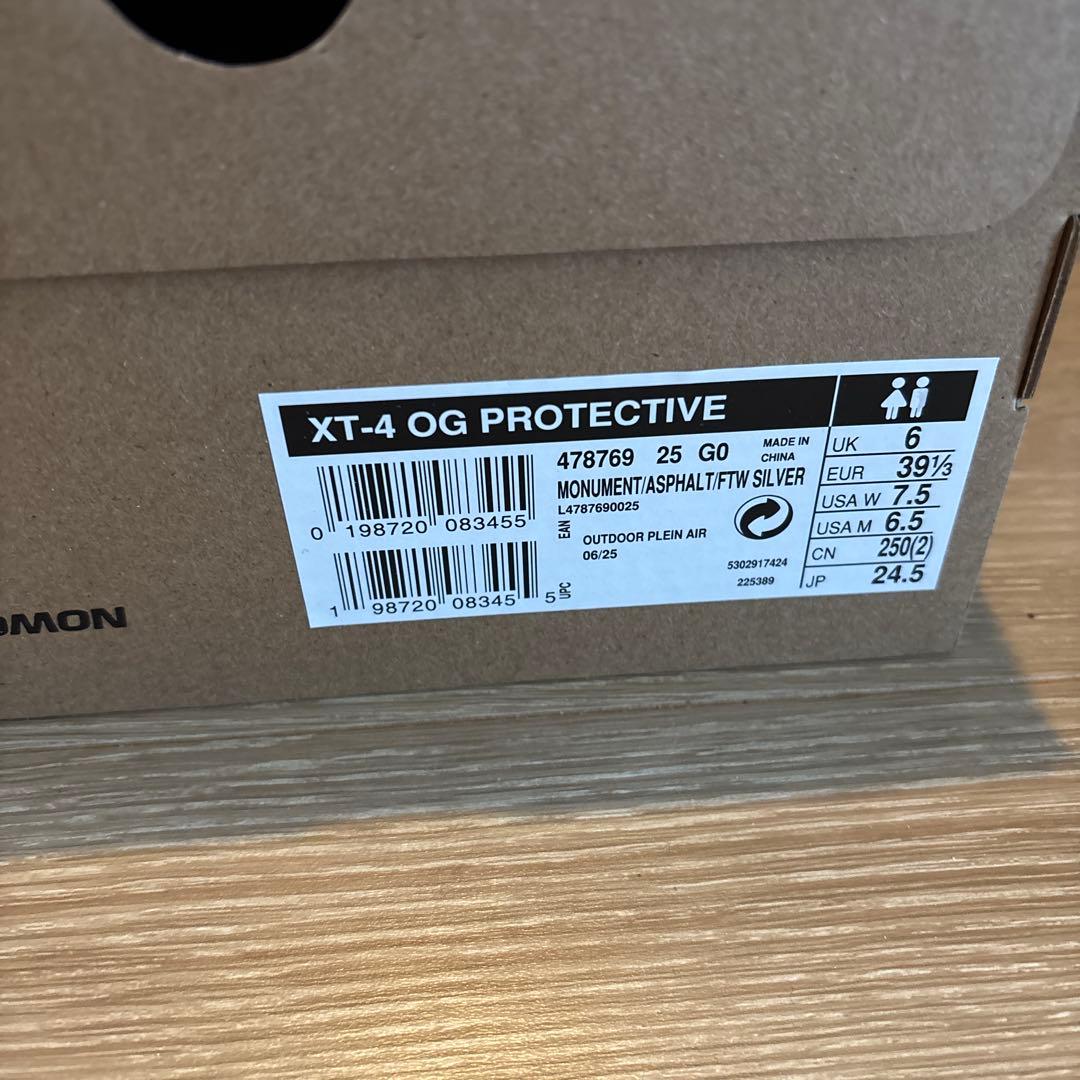 XT-4 OG PROTECTIVE
478769 25 G0
MADE IN
CHINA
MONUMENT/ASPHALT/FTW SILVER
L4787690025
0 198720 083455
EAN
OUTDOOR PLEIN AIR
06/25
1 98720 08345 5
UPC
5302917424
225389
UK 6
EUR 39⅓
USA W 7.5
USA M 6.5
CN 250(2)
JP 24.5
OMON